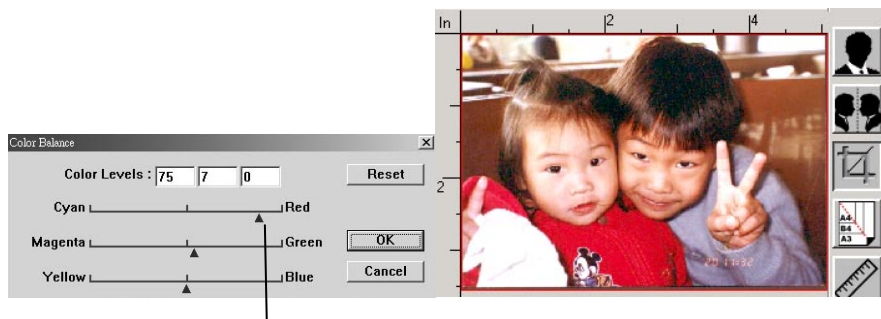 Color Balance
Color Levels : 75 7 0
Reset
Cyan Red
Magenta Green
OK
Yellow Blue
Cancel
In 2 4
2
A4
B4
A3